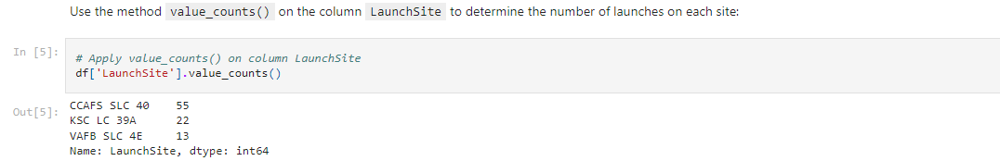 Use the method value_counts() on the column LaunchSite to determine the number of launches on each site:
In [5]:
# Apply value_counts() on column LaunchSite
df['LaunchSite'].value_counts()
Out[5]:
CCAFS SLC 40    55
KSC LC 39A      22
VAFB SLC 4E     13
Name: LaunchSite, dtype: int64